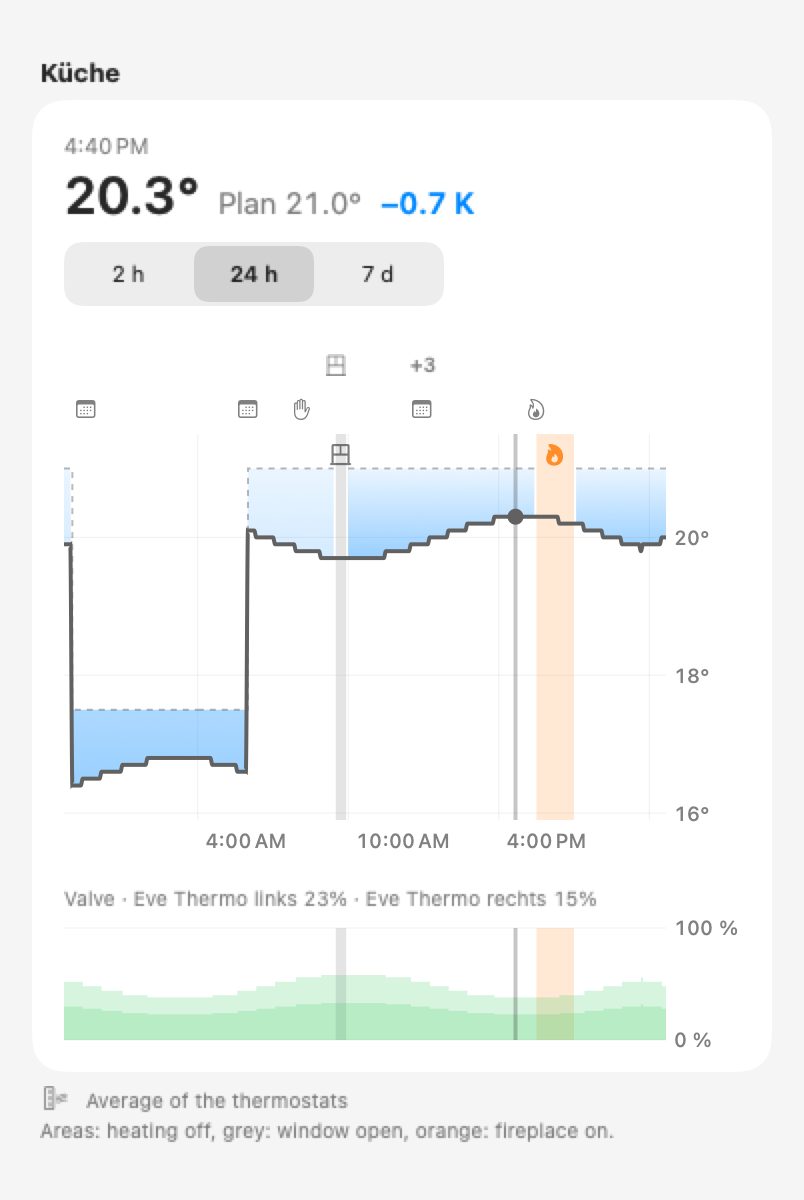 Küche
4:40 PM
20.3° Plan 21.0° −0.7 K
2 h 24 h 7 d
+3
20°
18°
16°
4:00 AM 10:00 AM 4:00 PM
Valve · Eve Thermo links 23% · Eve Thermo rechts 15%
100 %
0 %
Average of the thermostats
Areas: heating off, grey: window open, orange: fireplace on.